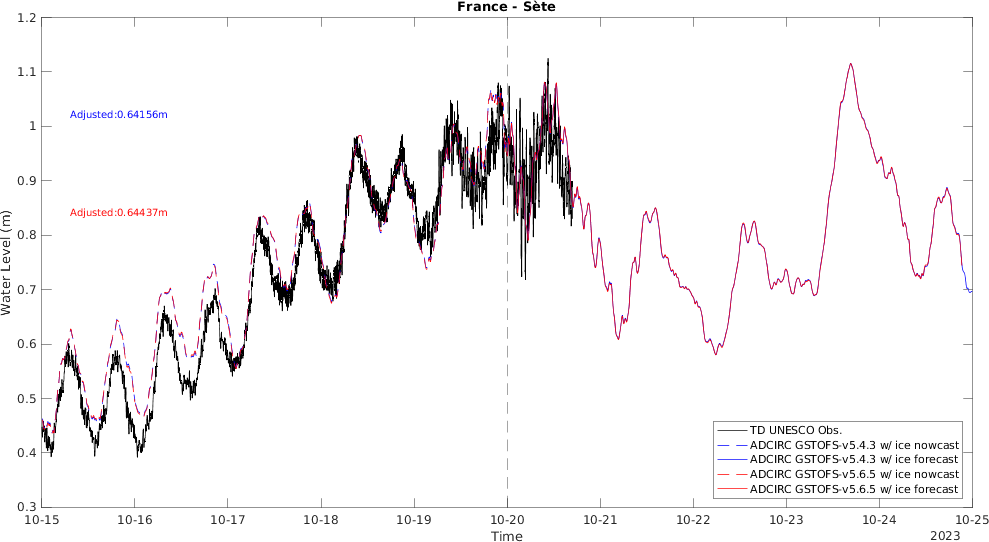 France - Sète
1.2
1.1
1
0.9
0.8
0.7
0.6
0.5
0.4
0.3
Water Level (m)
Adjusted:0.64156m
Adjusted:0.64437m
TD UNESCO Obs.
ADCIRC GSTOFS-v5.4.3 w/ ice nowcast
ADCIRC GSTOFS-v5.4.3 w/ ice forecast
ADCIRC GSTOFS-v5.6.5 w/ ice nowcast
ADCIRC GSTOFS-v5.6.5 w/ ice forecast
10-15 10-16 10-17 10-18 10-19 10-20 10-21 10-22 10-23 10-24 10-25
Time
2023